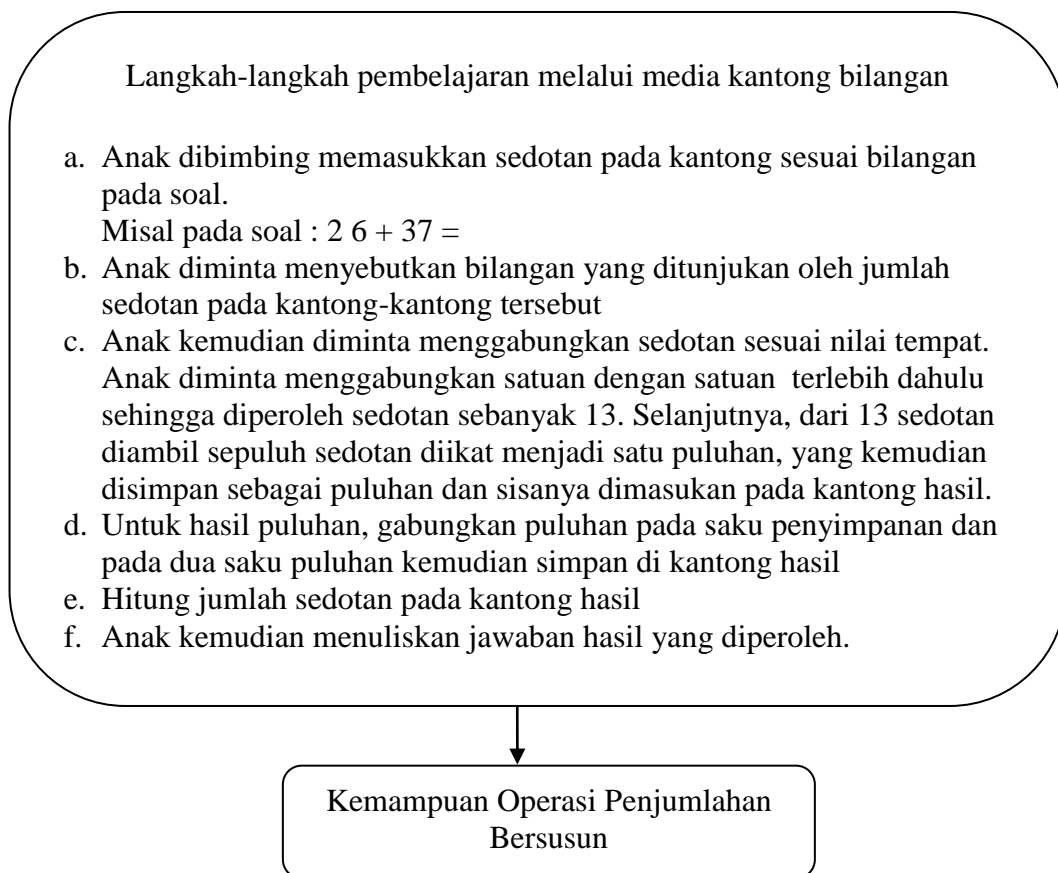 Langkah-langkah pembelajaran melalui media kantong bilangan
a. Anak dibimbing memasukkan sedotan pada kantong sesuai bilangan
pada soal.
Misal pada soal : 2 6 + 37 =
b. Anak diminta menyebutkan bilangan yang ditunjukan oleh jumlah
sedotan pada kantong-kantong tersebut
c. Anak kemudian diminta menggabungkan sedotan sesuai nilai tempat.
Anak diminta menggabungkan satuan dengan satuan terlebih dahulu
sehingga diperoleh sedotan sebanyak 13. Selanjutnya, dari 13 sedotan
diambil sepuluh sedotan diikat menjadi satu puluhan, yang kemudian
disimpan sebagai puluhan dan sisanya dimasukan pada kantong hasil.
d. Untuk hasil puluhan, gabungkan puluhan pada saku penyimpanan dan
pada dua saku puluhan kemudian simpan di kantong hasil
e. Hitung jumlah sedotan pada kantong hasil
f. Anak kemudian menuliskan jawaban hasil yang diperoleh.
Kemampuan Operasi Penjumlahan
Bersusun